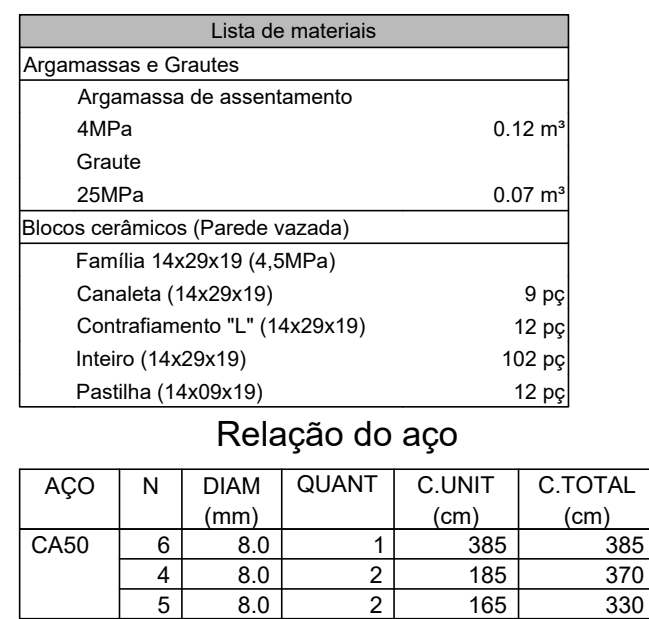 Lista de materiais
Argamassas e Grautes
Argamassa de assentamento
4MPa 0.12 m³
Graute
25MPa 0.07 m³
Blocos cerâmicos (Parede vazada)
Família 14x29x19 (4,5MPa)
Canaleta (14x29x19) 9 pç
Contrafiamento "L" (14x29x19) 12 pç
Inteiro (14x29x19) 102 pç
Pastilha (14x09x19) 12 pç
Relação do aço
AÇO N DIAM QUANT C.UNIT C.TOTAL
(mm) (cm) (cm)
CA50 6 8.0 1 385 385
4 8.0 2 185 370
5 8.0 2 165 330